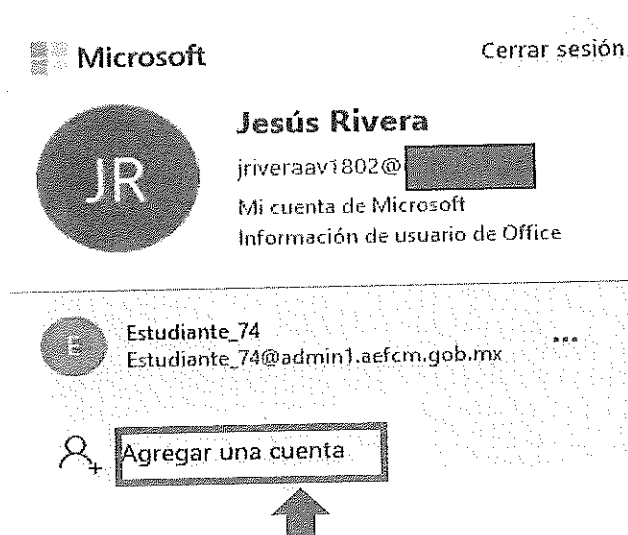 Microsoft
Cerrar sesión
JR
Jesús Rivera
jriveraav1802@
Mi cuenta de Microsoft
Información de usuario de Office
E
Estudiante_74
Estudiante_74@admin1.aefcm.gob.mx
...
Agregar una cuenta